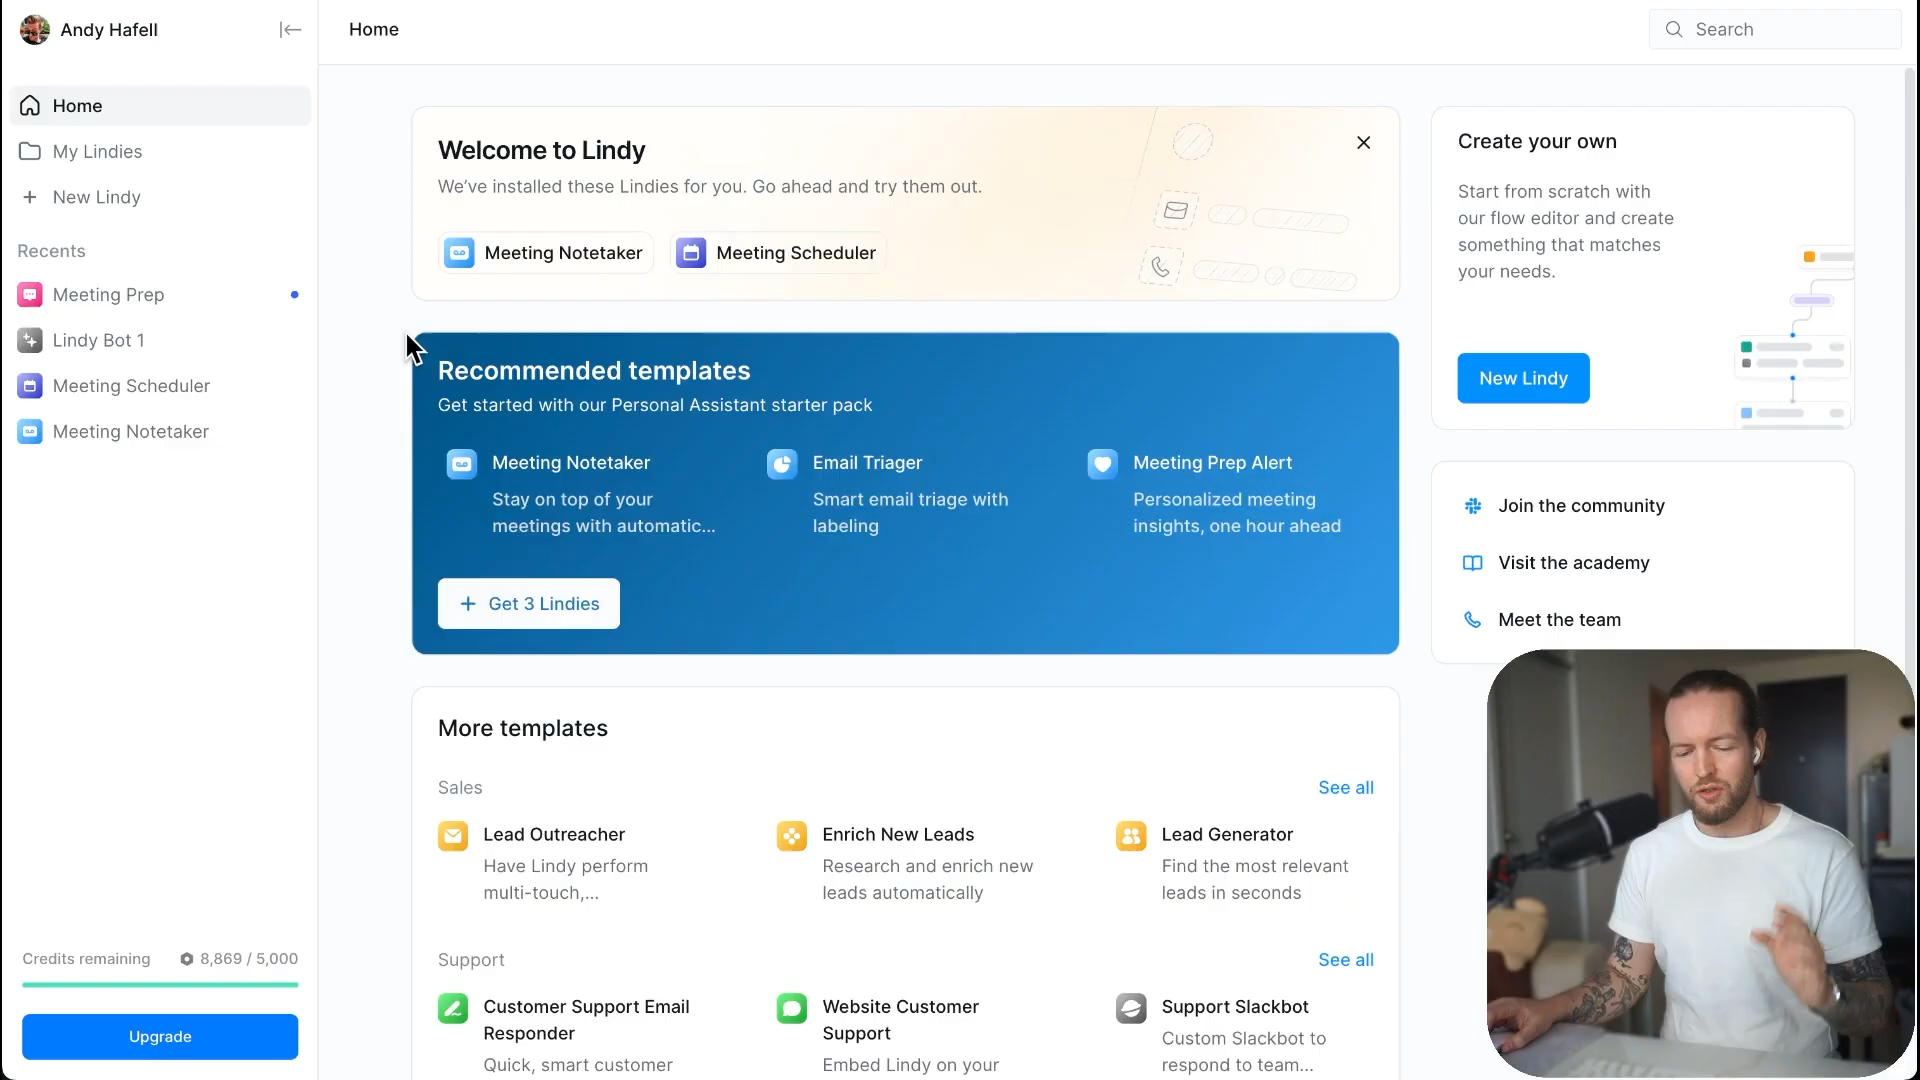 Andy Hafell
Home
Search
Home
My Lindies
New Lindy
Recents
Meeting Prep
Lindy Bot 1
Meeting Scheduler
Meeting Notetaker
Credits remaining 8,869 / 5,000
Upgrade
Welcome to Lindy
We’ve installed these Lindies for you. Go ahead and try them out.
Meeting Notetaker
Meeting Scheduler
Recommended templates
Get started with our Personal Assistant starter pack
Meeting Notetaker
Stay on top of your
meetings with automatic...
Email Triager
Smart email triage with
labeling
Meeting Prep Alert
Personalized meeting
insights, one hour ahead
Get 3 Lindies
More templates
Sales
See all
Lead Outreacher
Have Lindy perform
multi-touch,...
Enrich New Leads
Research and enrich new
leads automatically
Lead Generator
Find the most relevant
leads in seconds
Support
See all
Customer Support Email
Responder
Quick, smart customer
Website Customer
Support
Embed Lindy on your
Support Slackbot
Custom Slackbot to
respond to team...
Create your own
Start from scratch with
our flow editor and create
something that matches
your needs.
New Lindy
Join the community
Visit the academy
Meet the team